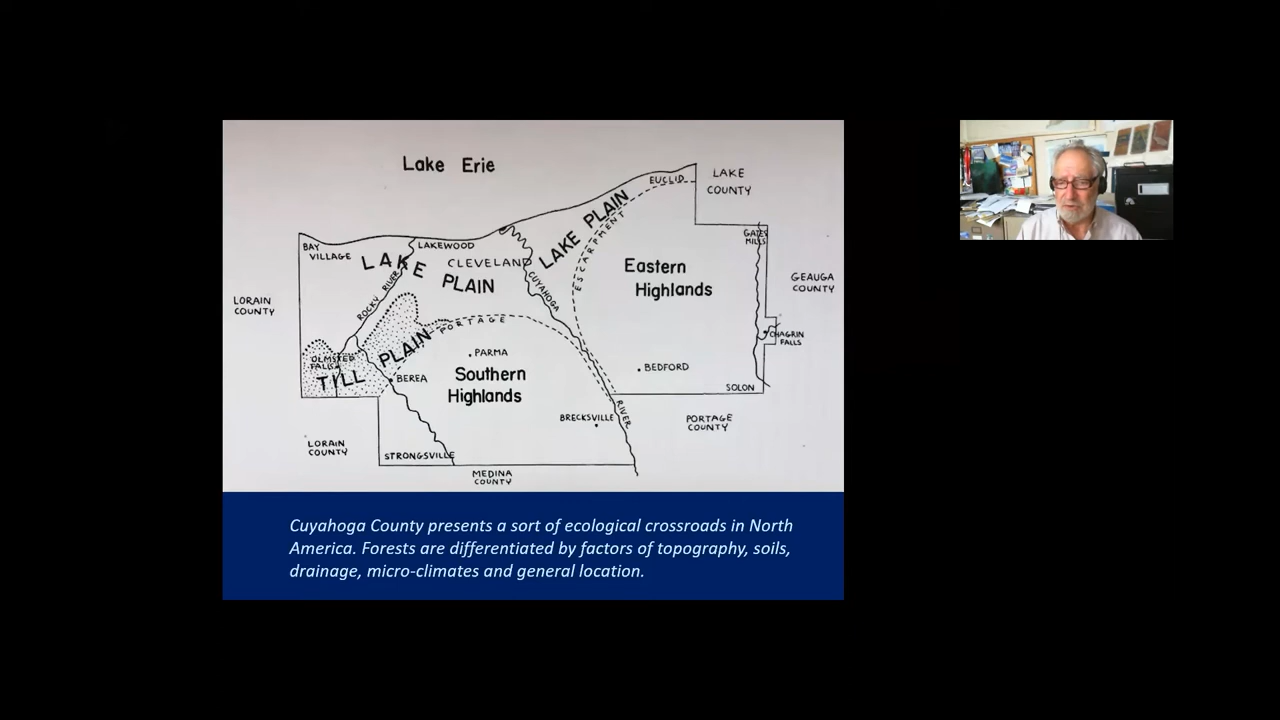 Lake Erie
LAKE
COUNTY
EUCLID
LAKE PLAIN
ESCARPMENT
GATES
MILLS
BAY
VILLAGE
LAKEWOOD
LAKE
CLEVELAND
PLAIN
ROCKY RIVER
CUYAHOGA
RIVER
Eastern
Highlands
GEAUGA
COUNTY
LORAIN
COUNTY
PORTAGE
CHAGRIN
FALLS
OLMSTED
FALLS
TILL PLAIN
PARMA
BEREA
Southern
Highlands
BEDFORD
SOLON
BRECKSVILLE
PORTAGE
COUNTY
LORAIN
COUNTY
STRONGSVILLE
MEDINA
COUNTY
Cuyahoga County presents a sort of ecological crossroads in North
America. Forests are differentiated by factors of topography, soils,
drainage, micro-climates and general location.